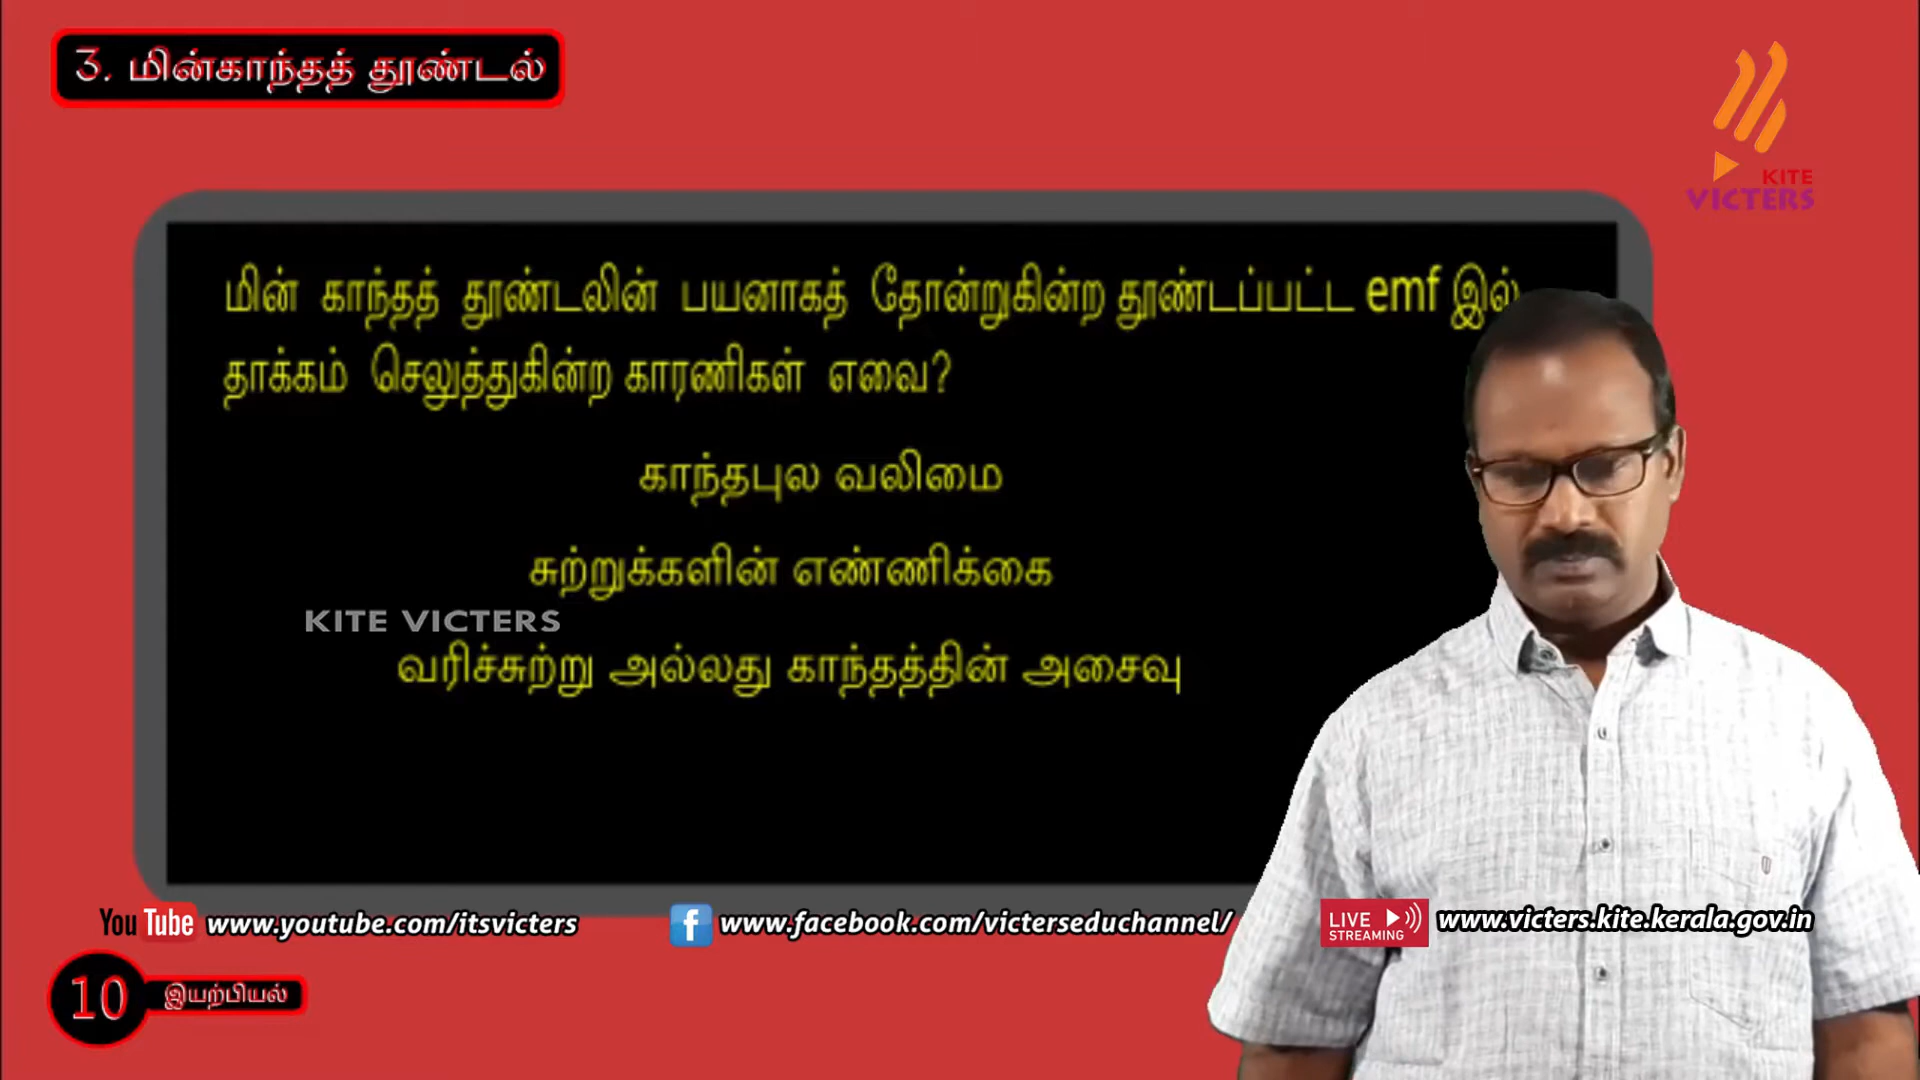 3. மின்காந்தத் தூண்டல்
KITE
VICTERS
மின் காந்தத் தூண்டலின் பயனாகத் தோன்றுகின்ற தூண்டப்பட்ட emf இல்
தாக்கம் செலுத்துகின்ற காரணிகள் எவை?
காந்தபுல வலிமை
சுற்றுக்களின் எண்ணிக்கை
KITE VICTERS
வரிச்சுற்று அல்லது காந்தத்தின் அசைவு
YouTube www.youtube.com/itsvicters
f www.facebook.com/victerseduchannel/
LIVE STREAMING www.victers.kite.kerala.gov.in
10 இயற்பியல்